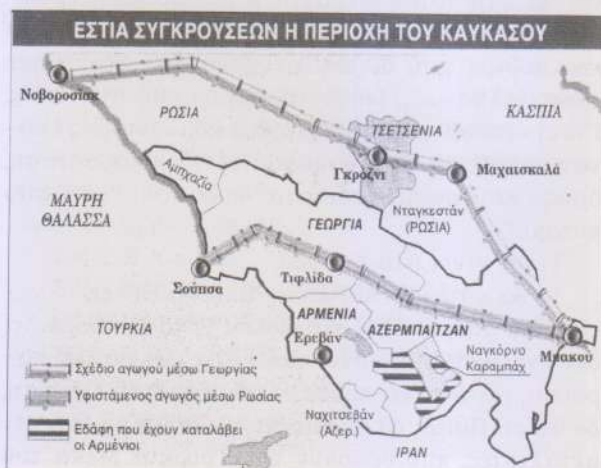 ΕΣΤΙΑ ΣΥΓΚΡΟΥΣΕΩΝ Η ΠΕΡΙΟΧΗ ΤΟΥ ΚΑΥΚΑΣΟΥ
Νοβοροσίσκ
ΡΩΣΙΑ
ΚΑΣΠΙΑ
ΤΣΕΤΣΕΝΙΑ
Γκρόζνι
Μαχατσκαλά
Αμπχαζία
ΜΑΥΡΗ
ΘΑΛΑΣΣΑ
Νταγκεστάν
(ΡΩΣΙΑ)
ΓΕΩΡΓΙΑ
Σούπσα
Τιφλίδα
ΤΟΥΡΚΙΑ
ΑΡΜΕΝΙΑ
Ερεβάν
ΑΖΕΡΜΠΑΪΤΖΑΝ
Μπακού
Ναγκόρνο
Καραμπάχ
Ναχιτσεβάν
(Αζερ.)
ΙΡΑΝ
Σχέδιο αγωγού μέσω Γεωργίας
Υφιστάμενος αγωγός μέσω Ρωσίας
Εδάφη που έχουν καταλάβει
οι Αρμένιοι